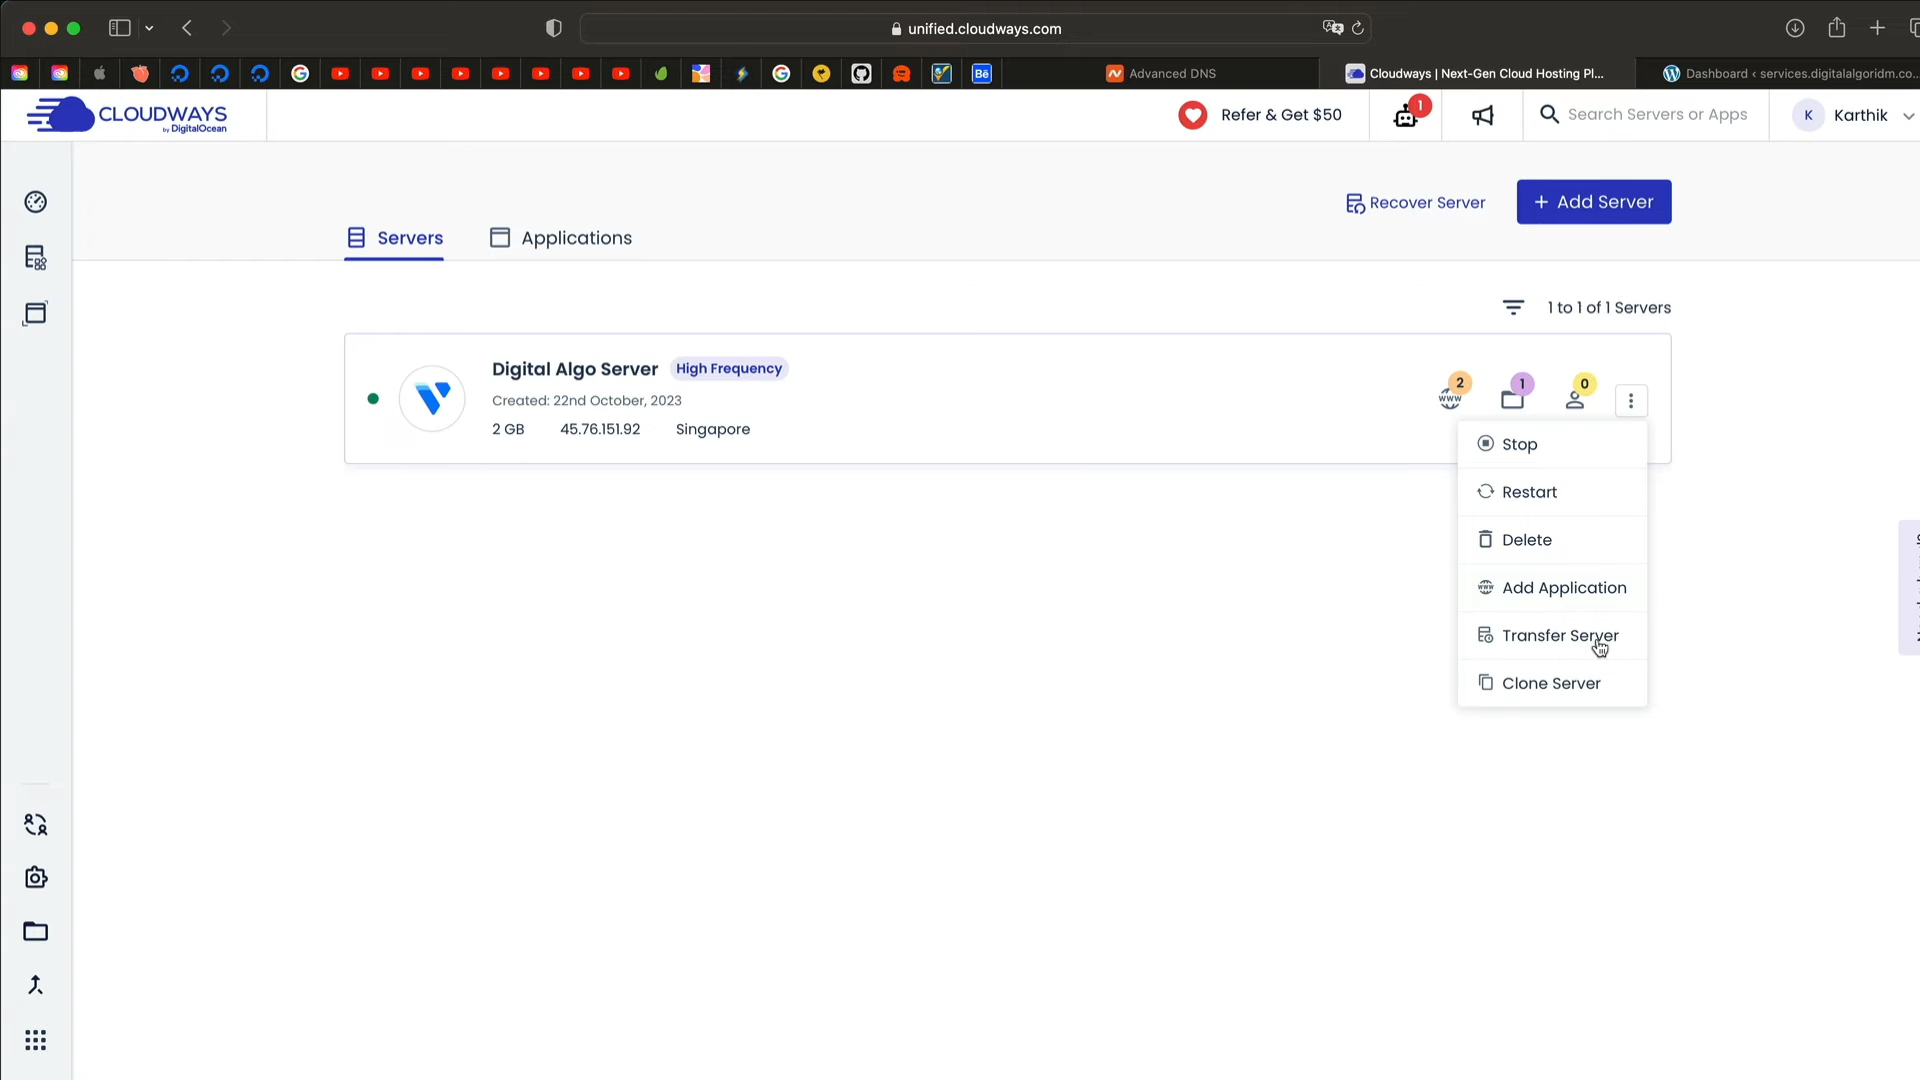 unified.cloudways.com
Advanced DNS
Cloudways | Next-Gen Cloud Hosting Pl...
Dashboard ‹ services.digitalalgoridm.co...
CLOUDWAYS
by DigitalOcean
Refer & Get $50
1
Search Servers or Apps
K
Karthik
Recover Server
+ Add Server
Servers
Applications
1 to 1 of 1 Servers
Digital Algo Server
High Frequency
Created: 22nd October, 2023
2 GB
45.76.151.92
Singapore
2
www
1
0
Stop
Restart
Delete
www
Add Application
Transfer Server
Clone Server
Bē